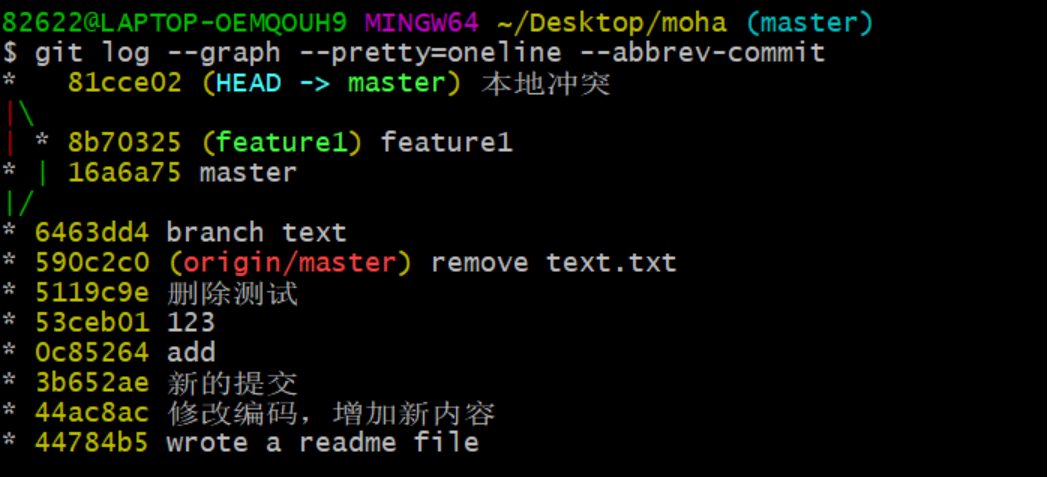 82622@LAPTOP-OEMQOUH9 MINGW64 ~/Desktop/moha (master)
$ git log --graph --pretty=oneline --abbrev-commit
*   81cce02 (HEAD -> master) 本地冲突
|\
| * 8b70325 (feature1) feature1
* | 16a6a75 master
|/
* 6463dd4 branch text
* 590c2c0 (origin/master) remove text.txt
* 5119c9e 删除测试
* 53ceb01 123
* 0c85264 add
* 3b652ae 新的提交
* 44ac8ac 修改编码，增加新内容
* 44784b5 wrote a readme file